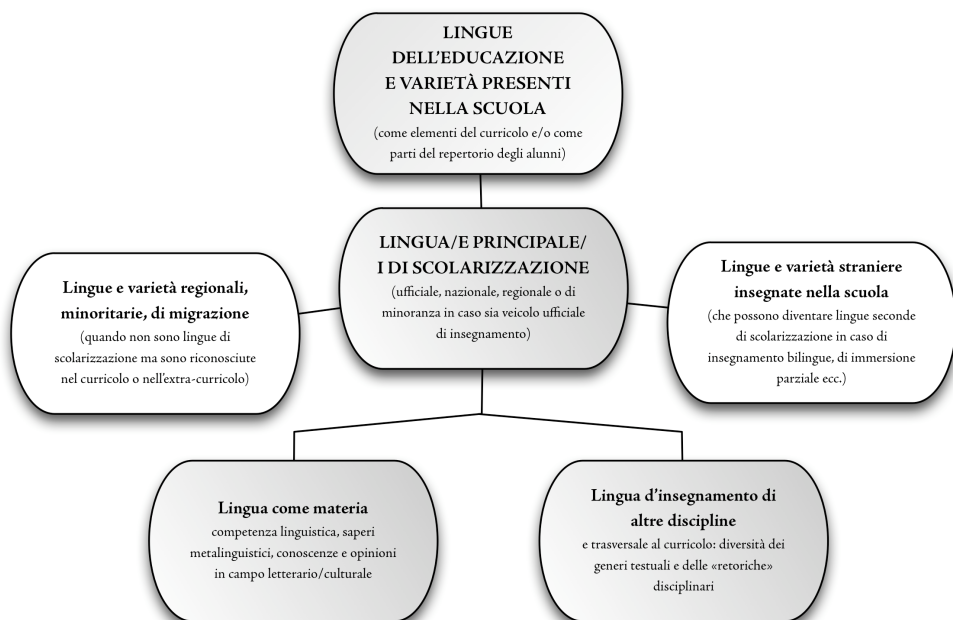 LINGUE
DELL'EDUCAZIONE
E VARIETÀ PRESENTI
NELLA SCUOLA
(come elementi del curricolo e/o come
parti del repertorio degli alunni)
LINGUA/E PRINCIPALE/
I DI SCOLARIZZAZIONE
(ufficiale, nazionale, regionale o di
minoranza in caso sia veicolo ufficiale
di insegnamento)
Lingue e varietà regionali,
minoritarie, di migrazione
(quando non sono lingue di
scolarizzazione ma sono riconosciute
nel curricolo o nell'extra-curricolo)
Lingue e varietà straniere
insegnate nella scuola
(che possono diventare lingue seconde
di scolarizzazione in caso di
insegnamento bilingue, di immersione
parziale ecc.)
Lingua come materia
competenza linguistica, saperi
metalinguistici, conoscenze e opinioni
in campo letterario/culturale
Lingua d'insegnamento di
altre discipline
e trasversale al curricolo: diversità dei
generi testuali e delle «retoriche»
disciplinari